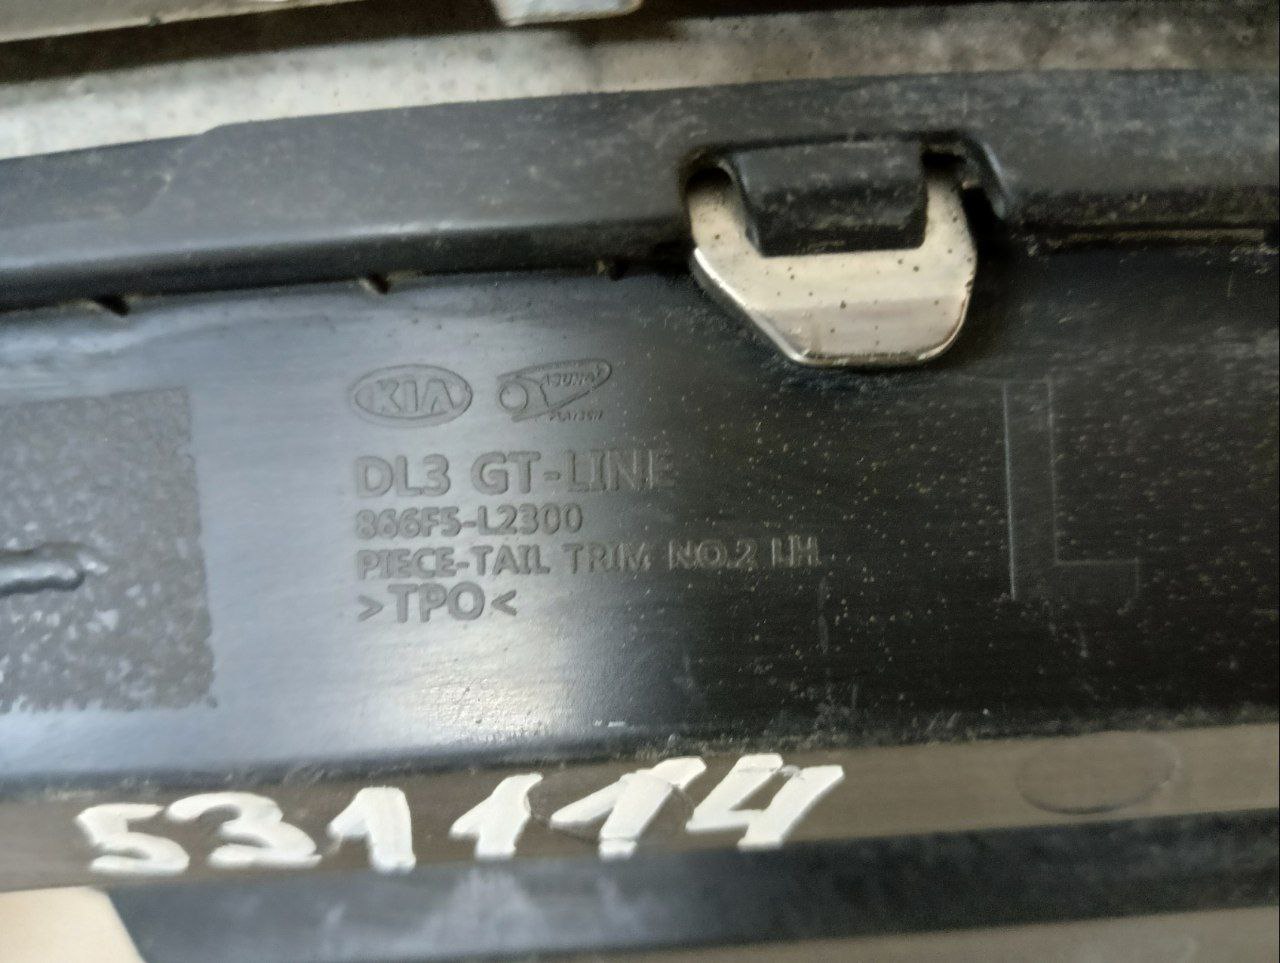 KIA
DL3 GT-LINE
866F5-L2300
PIECE-TAIL TRIM NO.2 LH
>TPO<
L
531114